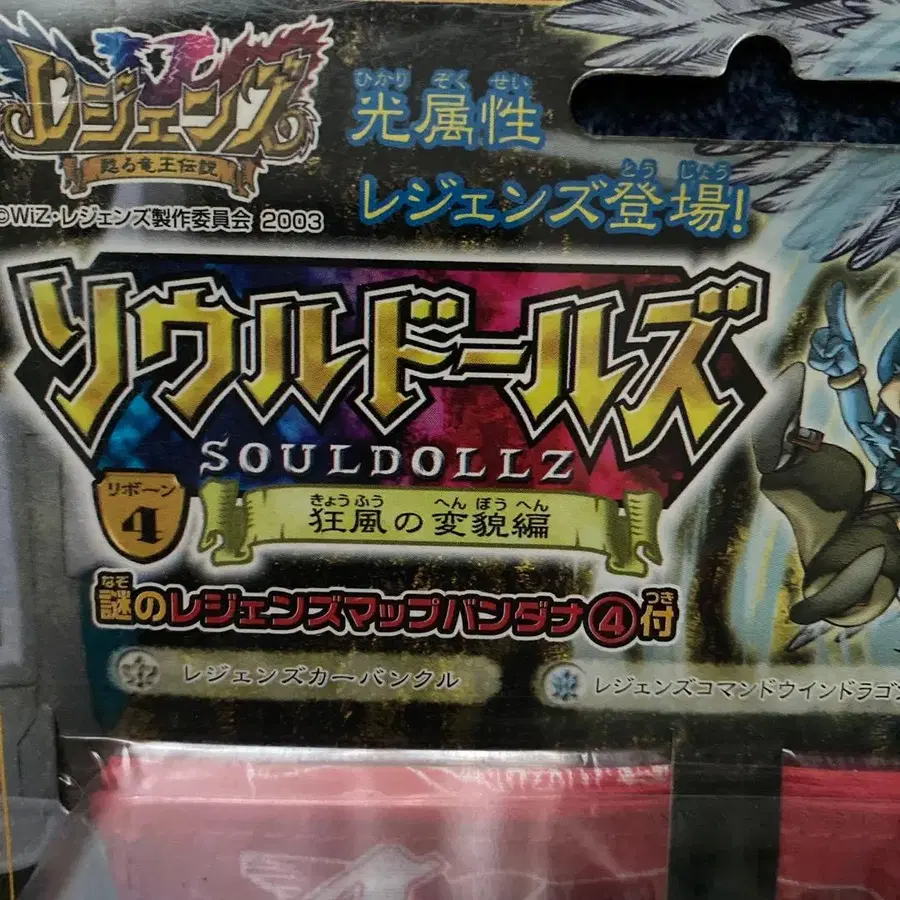 レジェンズ
甦る竜王伝説
©WiZ・レジェンズ製作委員会 2003
ひかり ぞく せい
光属性
とう じょう
レジェンズ登場!
ソウルドールズ
SOULDOLLZ
リボーン
4
きょうふう へんぼうへん
狂風の変貌編
なぞ つき
謎のレジェンズマップバンダナ④付
レジェンズカーバンクル
レジェンズコマンドウインドラゴ